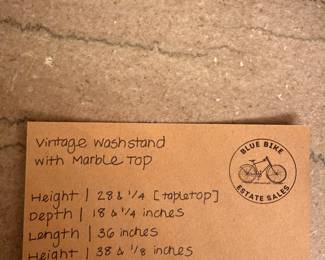 Vintage Washstand
with Marble Top
BLUE BIKE
ESTATE SALES
Height | 28 & 1/4 [tabletop]
Depth | 18 & 1/4 inches
Length | 36 inches
Height | 38 & 1/8 inches